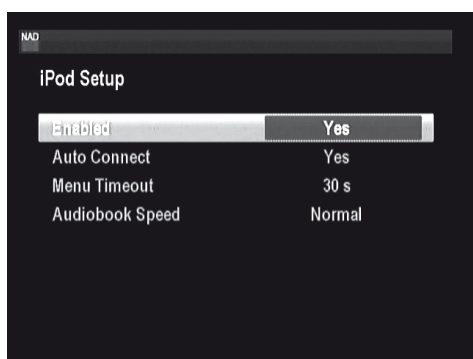 NAD
iPod Setup
Enabled Yes
Auto Connect Yes
Menu Timeout 30 s
Audiobook Speed Normal